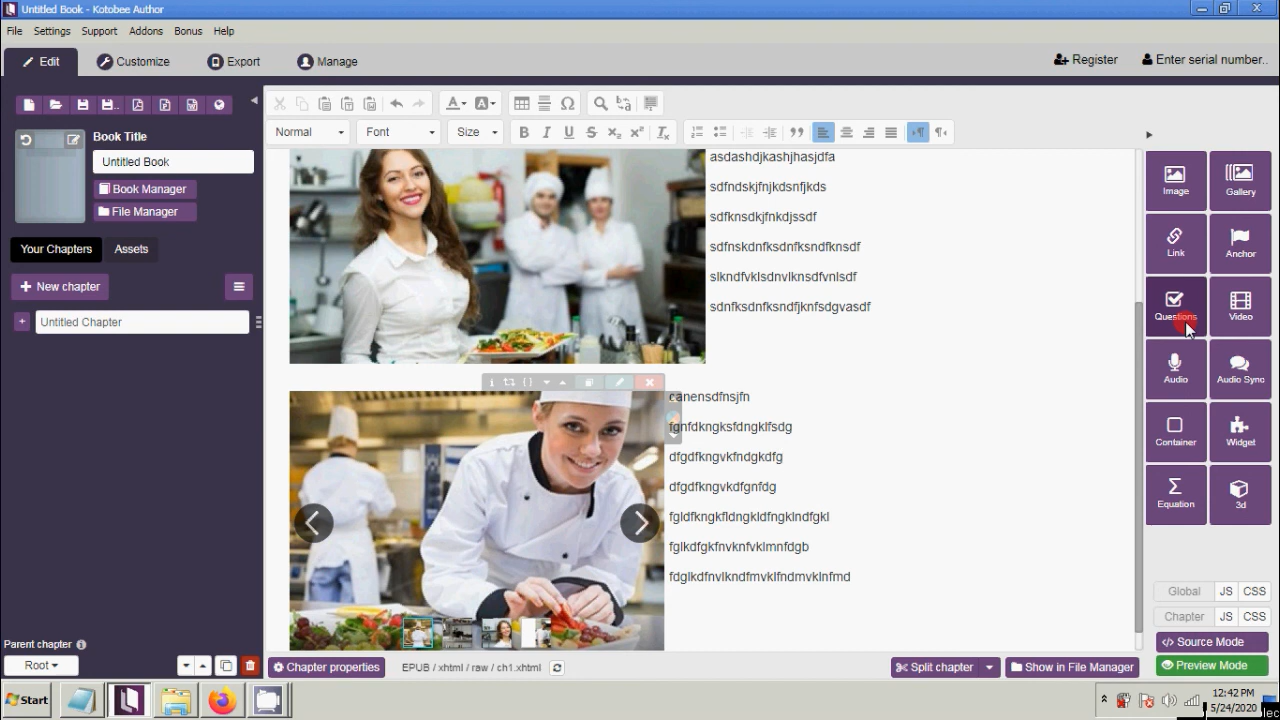 Untitled Book - Kotobee Author
File Settings Support Addons Bonus Help
Edit Customize Export Manage Register Enter serial number..
Book Title
Untitled Book
Book Manager
File Manager
Your Chapters Assets
New chapter
Untitled Chapter
Parent chapter
Root
Normal Font Size
asdashdjkashjhasjdfa
sdfndskjfnjkdsnfjkds
sdfknsdkjfnkdjssdf
sdfnskdnfksdnfksndfknsdf
slkndfvklsdnvlknsdfvnlsdf
sdnfksdnfksndfjknfsdgvasdf
canensdfnsjfn
fgnfdkngksfdngklfsdg
dfgdfkngvkfndgkdfg
dfgdfkngvkdfgnfdg
fgldfkngkfldngkldfngklndfgkl
fglkdfgkfnvknfvklmnfdgb
fdglkdfnvlkndfmvklfndmvklnfmd
Chapter properties EPUB / xhtml / raw / ch1.xhtml Split chapter Show in File Manager
Image Gallery
Link Anchor
Questions Video
Audio Audio Sync
Container Widget
Equation 3d
Global JS CSS
Chapter JS CSS
</> Source Mode
Preview Mode
Start
12:42 PM
5/24/2020